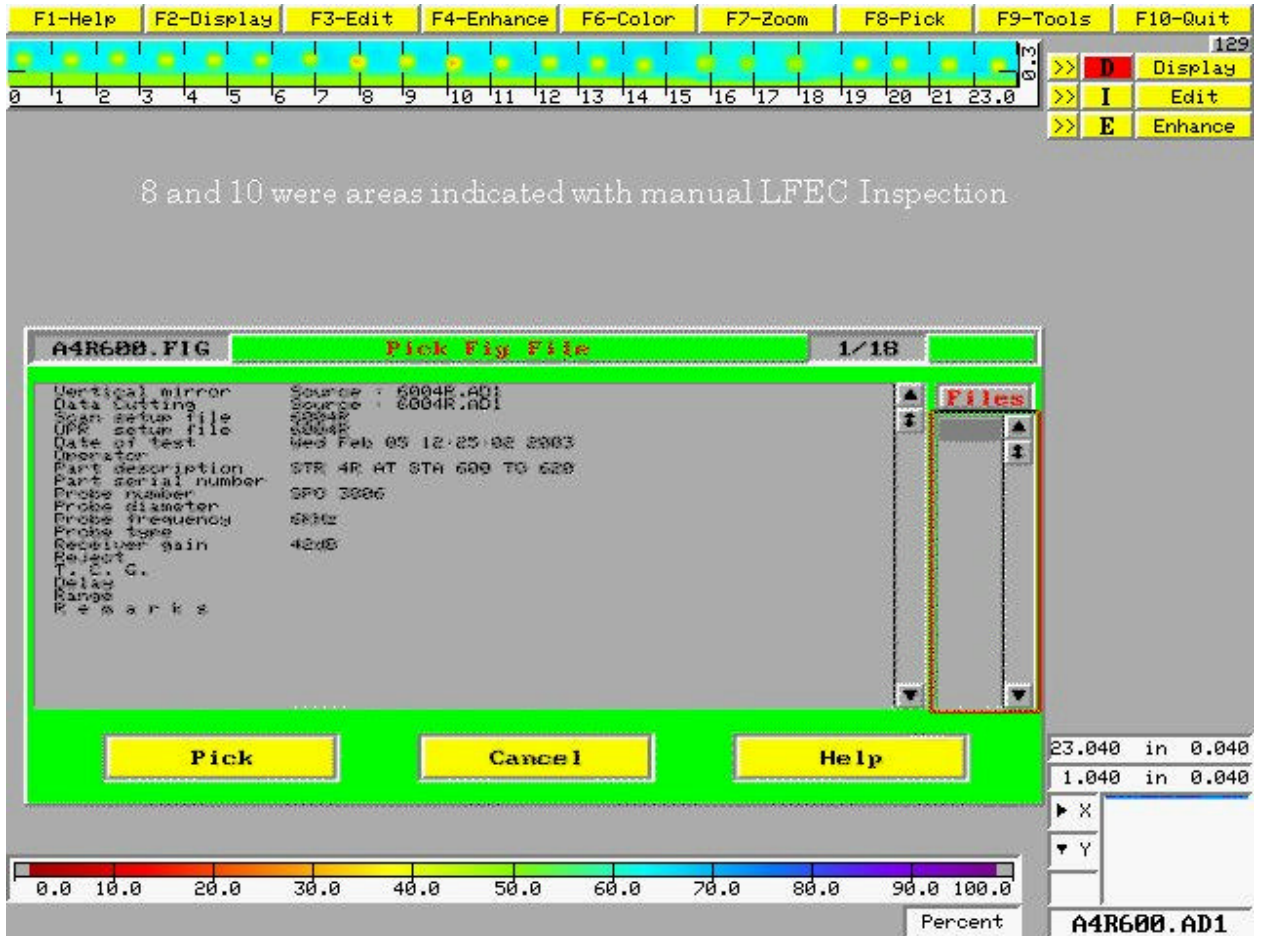 F1-Help F2-Display F3-Edit F4-Enhance F6-Color F7-Zoom F8-Pick F9-Tools F10-Quit
129
0.3
>> D Display
0 1 2 3 4 5 6 7 8 9 10 11 12 13 14 15 16 17 18 19 20 21 23.0
>> I Edit
>> E Enhance
8 and 10 were areas indicated with manual LFEC Inspection
A4R600.FIG Pick Fig File 1/18
Files
Vertical mirror Source : 6004R.AD1
Data Cutting Source : 6004R.AD1
Scan setup file 6004R
UPR setup file 6004R
Date of test Wed Feb 05 12:25:02 2003
Operator
Part description STR 4R AT STA 600 TO 620
Part serial number
Probe number SPO 3806
Probe diameter
Probe frequency 6KHz
Probe type
Receiver gain 42dB
Reject
T. C. G.
Delay
Range
R e m a r k s
Pick Cancel Help
23.040 in 0.040
1.040 in 0.040
X
Y
0.0 10.0 20.0 30.0 40.0 50.0 60.0 70.0 80.0 90.0 100.0
Percent
A4R600.AD1